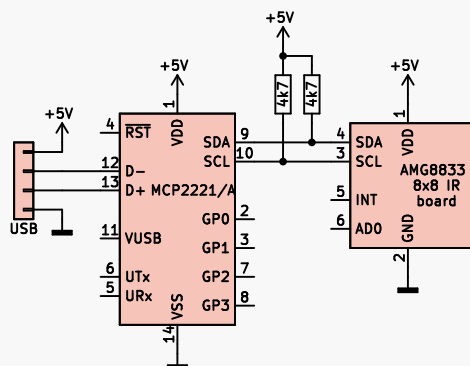 +5V
+5V
+5V
+5V
1
1
4k7
4k7
4
RST
VDD
9
SDA
4
SDA
VDD
10
SCL
3
SCL
AMG8833
8x8 IR
board
12
D-
13
D+
MCP2221/A
5
INT
2
GP0
6
AD0
GND
USB
11
VUSB
3
GP1
2
6
UTx
7
GP2
5
URx
8
GP3
VSS
14